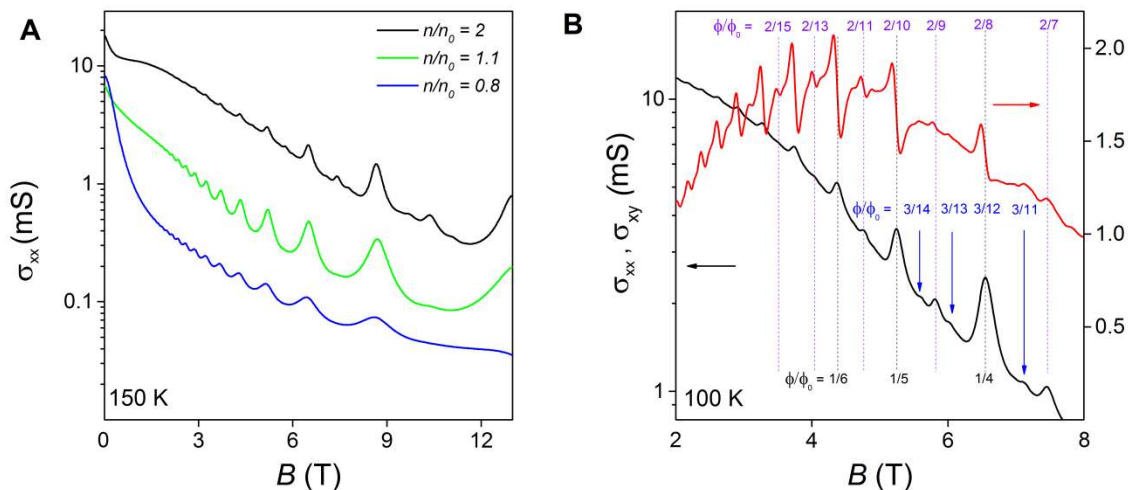 A
n/n₀ = 2
n/n₀ = 1.1
n/n₀ = 0.8
10
1
0.1
σxx (mS)
150 K
0 3 6 9 12
B (T)
B
ϕ/ϕ₀ = 2/15 2/13 2/11 2/10 2/9 2/8 2/7
ϕ/ϕ₀ = 3/14 3/13 3/12 3/11
ϕ/ϕ₀ = 1/6 1/5 1/4
10
1
σxx , σxy (mS)
2.0
1.5
1.0
0.5
100 K
2 4 6 8
B (T)